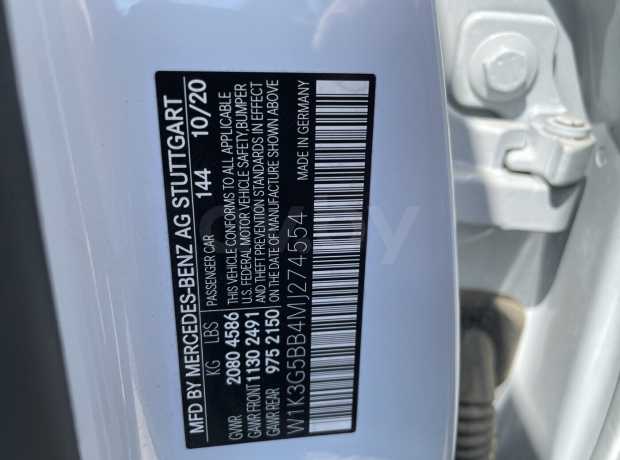 MFD BY MERCEDES-BENZ AG STUTTGART
PASSENGER CAR 144 10/20
KG LBS
GVWR 2080 4586
GAWR FRONT 1130 2491
GAWR REAR 975 2150
THIS VEHICLE CONFORMS TO ALL APPLICABLE
U.S. FEDERAL MOTOR VEHICLE SAFETY, BUMPER
AND THEFT PREVENTION STANDARDS IN EFFECT
ON THE DATE OF MANUFACTURE SHOWN ABOVE
W1K3G5BB4MJ274554
MADE IN GERMANY